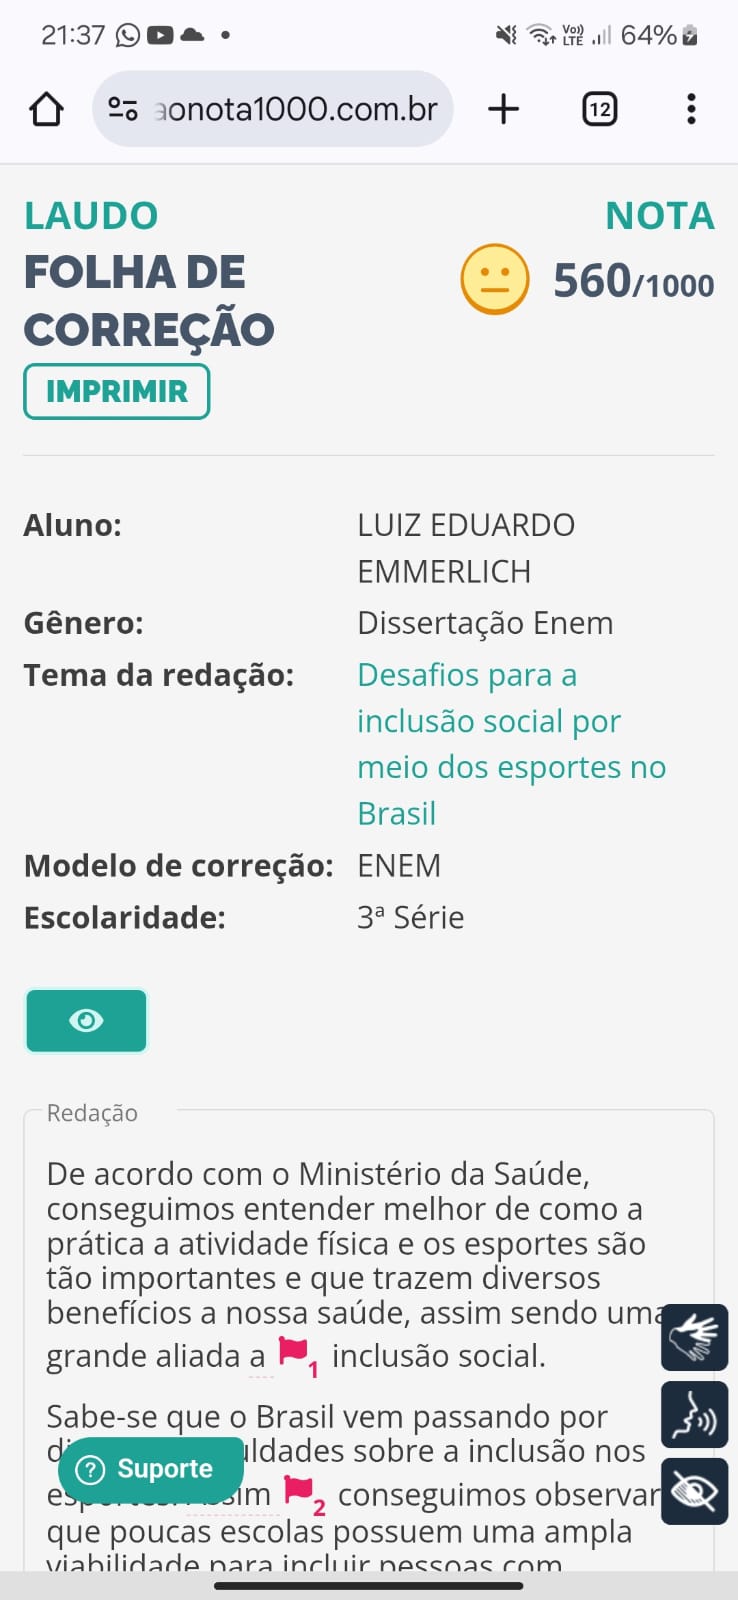 21:37
Vo)) LTE
64%
aonota1000.com.br
12
LAUDO
NOTA
FOLHA DE
CORREÇÃO
560/1000
IMPRIMIR
Aluno:
LUIZ EDUARDO
EMMERLICH
Gênero:
Dissertação Enem
Tema da redação:
Desafios para a
inclusão social por
meio dos esportes no
Brasil
Modelo de correção:
ENEM
Escolaridade:
3ª Série
Redação
De acordo com o Ministério da Saúde,
conseguimos entender melhor de como a
prática a atividade física e os esportes são
tão importantes e que trazem diversos
benefícios a nossa saúde, assim sendo uma
grande aliada a 1 inclusão social.
Sabe-se que o Brasil vem passando por
sobre a inclusão nos
2 conseguimos observar
que poucas escolas possuem uma ampla
viabilidade para incluir pessoas com
Suporte